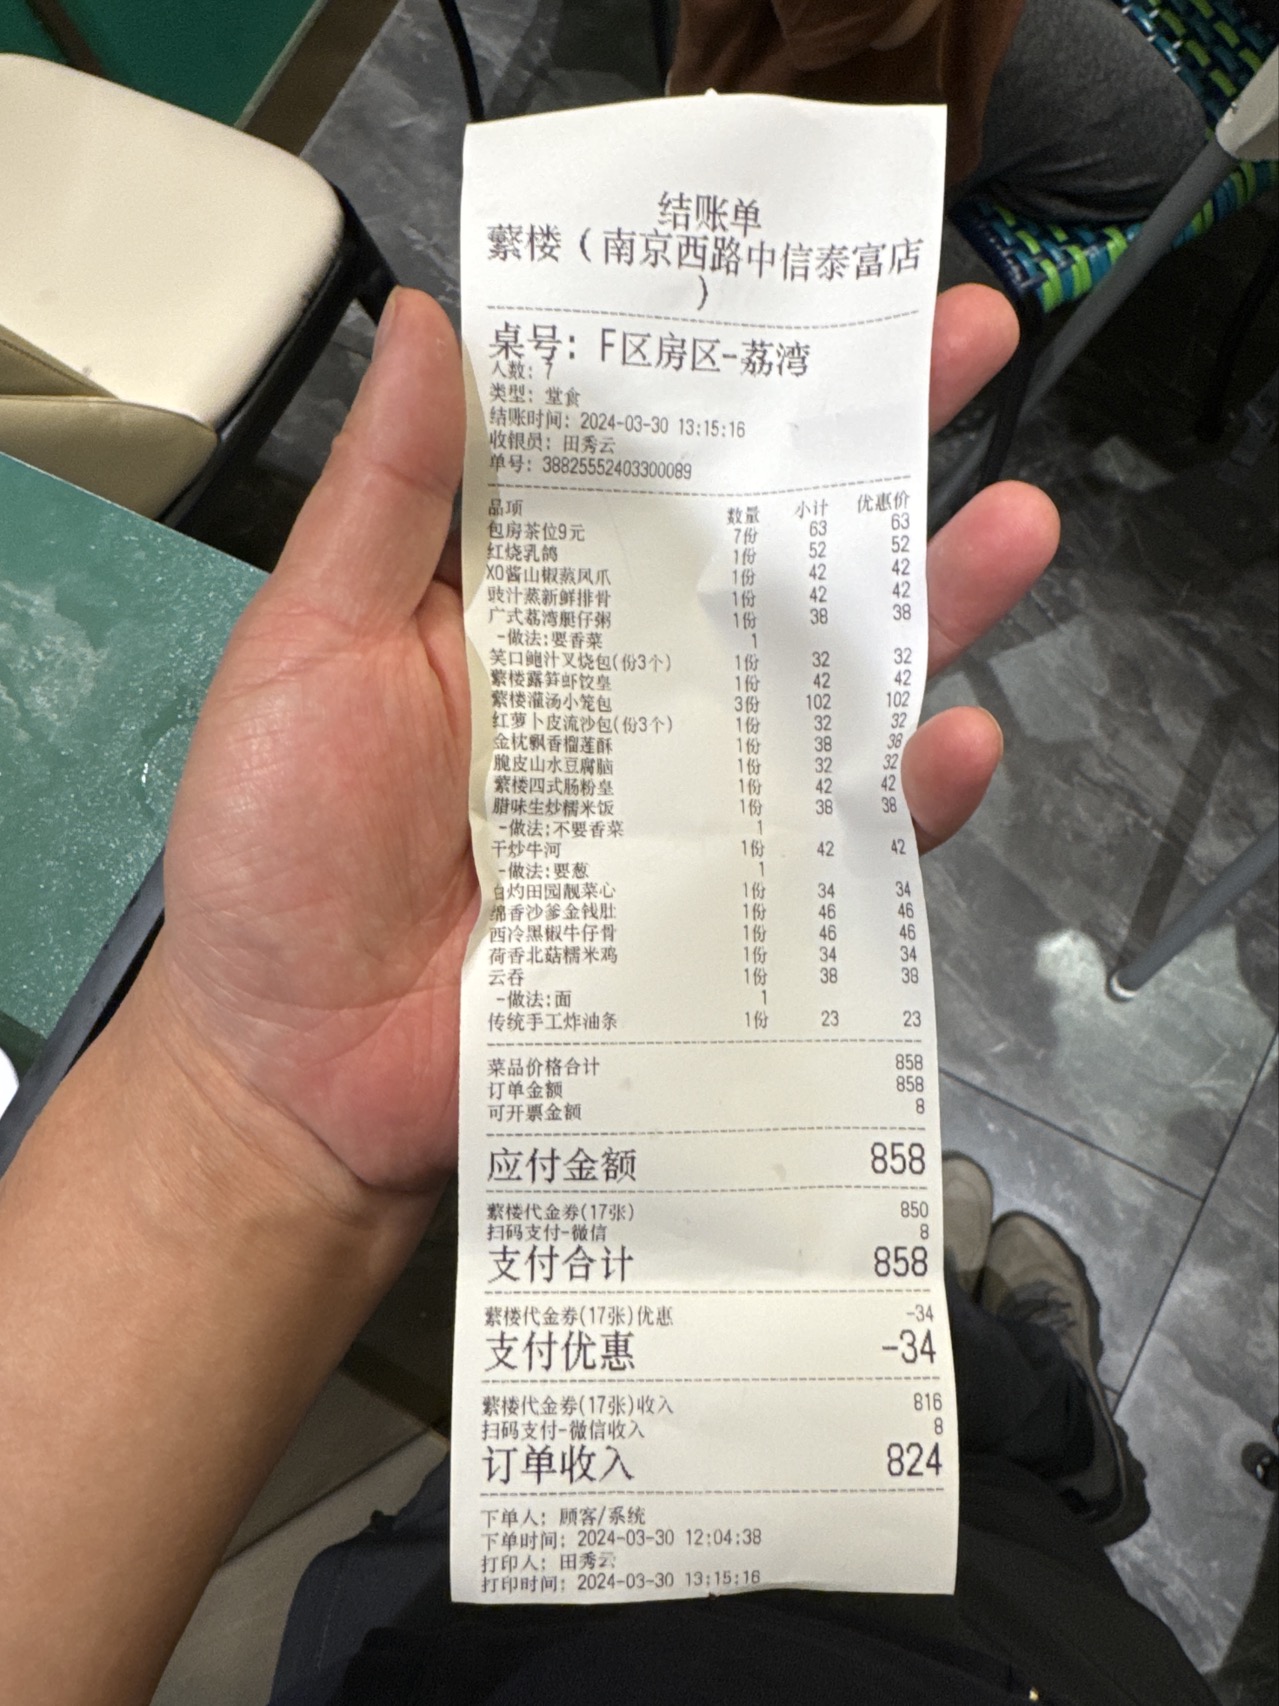 结账单
蘩楼（南京西路中信泰富店
）
桌号：F区房区-荔湾
人数：7
类型：堂食
结账时间：2024-03-30 13:15:16
收银员：田秀云
单号：38825552403300089
品项 数量 小计 优惠价
包房茶位9元 7份 63 63
红烧乳鸽 1份 52 52
XO酱山椒蒸凤爪 1份 42 42
豉汁蒸新鲜排骨 1份 42 42
广式荔湾艇仔粥 1份 38 38
-做法:要香菜 1
笑口鲍汁叉烧包(份3个) 1份 32 32
蘩楼露笋虾饺皇 1份 42 42
蘩楼灌汤小笼包 3份 102 102
红萝卜皮流沙包(份3个) 1份 32 32
金枕飘香榴莲酥 1份 38 38
脆皮山水豆腐脑 1份 32 32
蘩楼四式肠粉皇 1份 42 42
腊味生炒糯米饭 1份 38 38
-做法:不要香菜 1
干炒牛河 1份 42 42
-做法:要葱 1
白灼田园靓菜心 1份 34 34
绵香沙爹金钱肚 1份 46 46
西冷黑椒牛仔骨 1份 46 46
荷香北菇糯米鸡 1份 34 34
云吞 1份 38 38
-做法:面 1
传统手工炸油条 1份 23 23
菜品价格合计 858
订单金额 858
可开票金额 8
应付金额 858
蘩楼代金券(17张) 850
扫码支付-微信 8
支付合计 858
蘩楼代金券(17张)优惠 -34
支付优惠 -34
蘩楼代金券(17张)收入 816
扫码支付-微信收入 8
订单收入 824
下单人：顾客/系统
下单时间：2024-03-30 12:04:38
打印人：田秀云
打印时间：2024-03-30 13:15:16